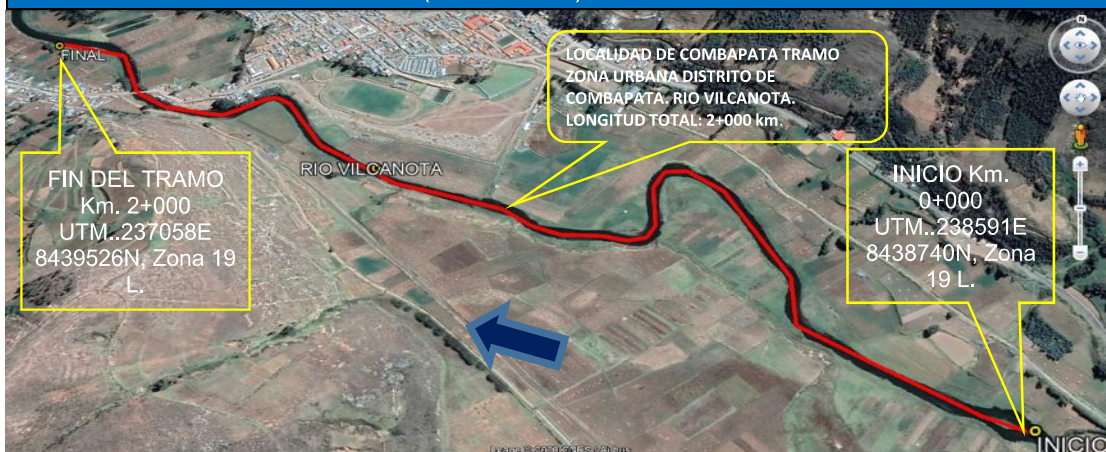 FINAL
LOCALIDAD DE COMBAPATA TRAMO
ZONA URBANA DISTRITO DE
COMBAPATA. RIO VILCANOTA.
LONGITUD TOTAL: 2+000 km.
RIO VILCANOTA
FIN DEL TRAMO
Km. 2+000
UTM..237058E
8439526N, Zona 19
L.
INICIO Km.
0+000
UTM..238591E
8438740N, Zona
19 L.
INICIO